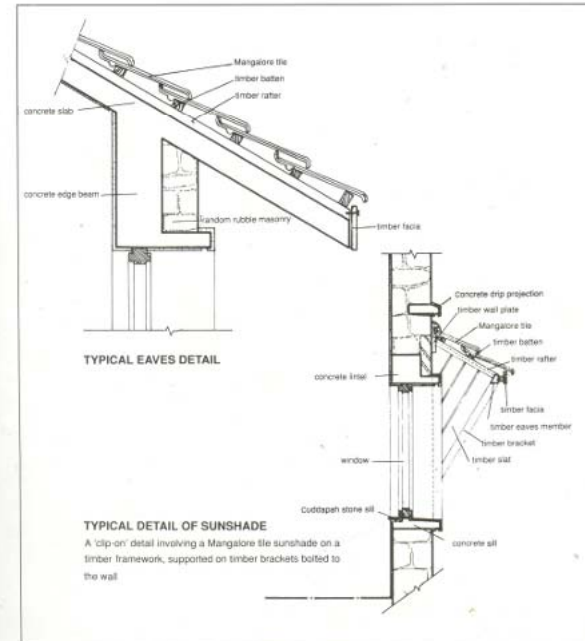 Mangalore tile
timber batten
timber rafter
concrete slab
concrete edge beam
random rubble masonry
timber facia
TYPICAL EAVES DETAIL
Concrete drip projection
timber wall plate
Mangalore tile
timber batten
timber rafter
concrete lintel
timber facia
timber eaves member
timber bracket
timber slat
window
Cuddapah stone sill
concrete sill
TYPICAL DETAIL OF SUNSHADE
A 'clip-on' detail involving a Mangalore tile sunshade on a
timber framework, supported on timber brackets bolted to
the wall